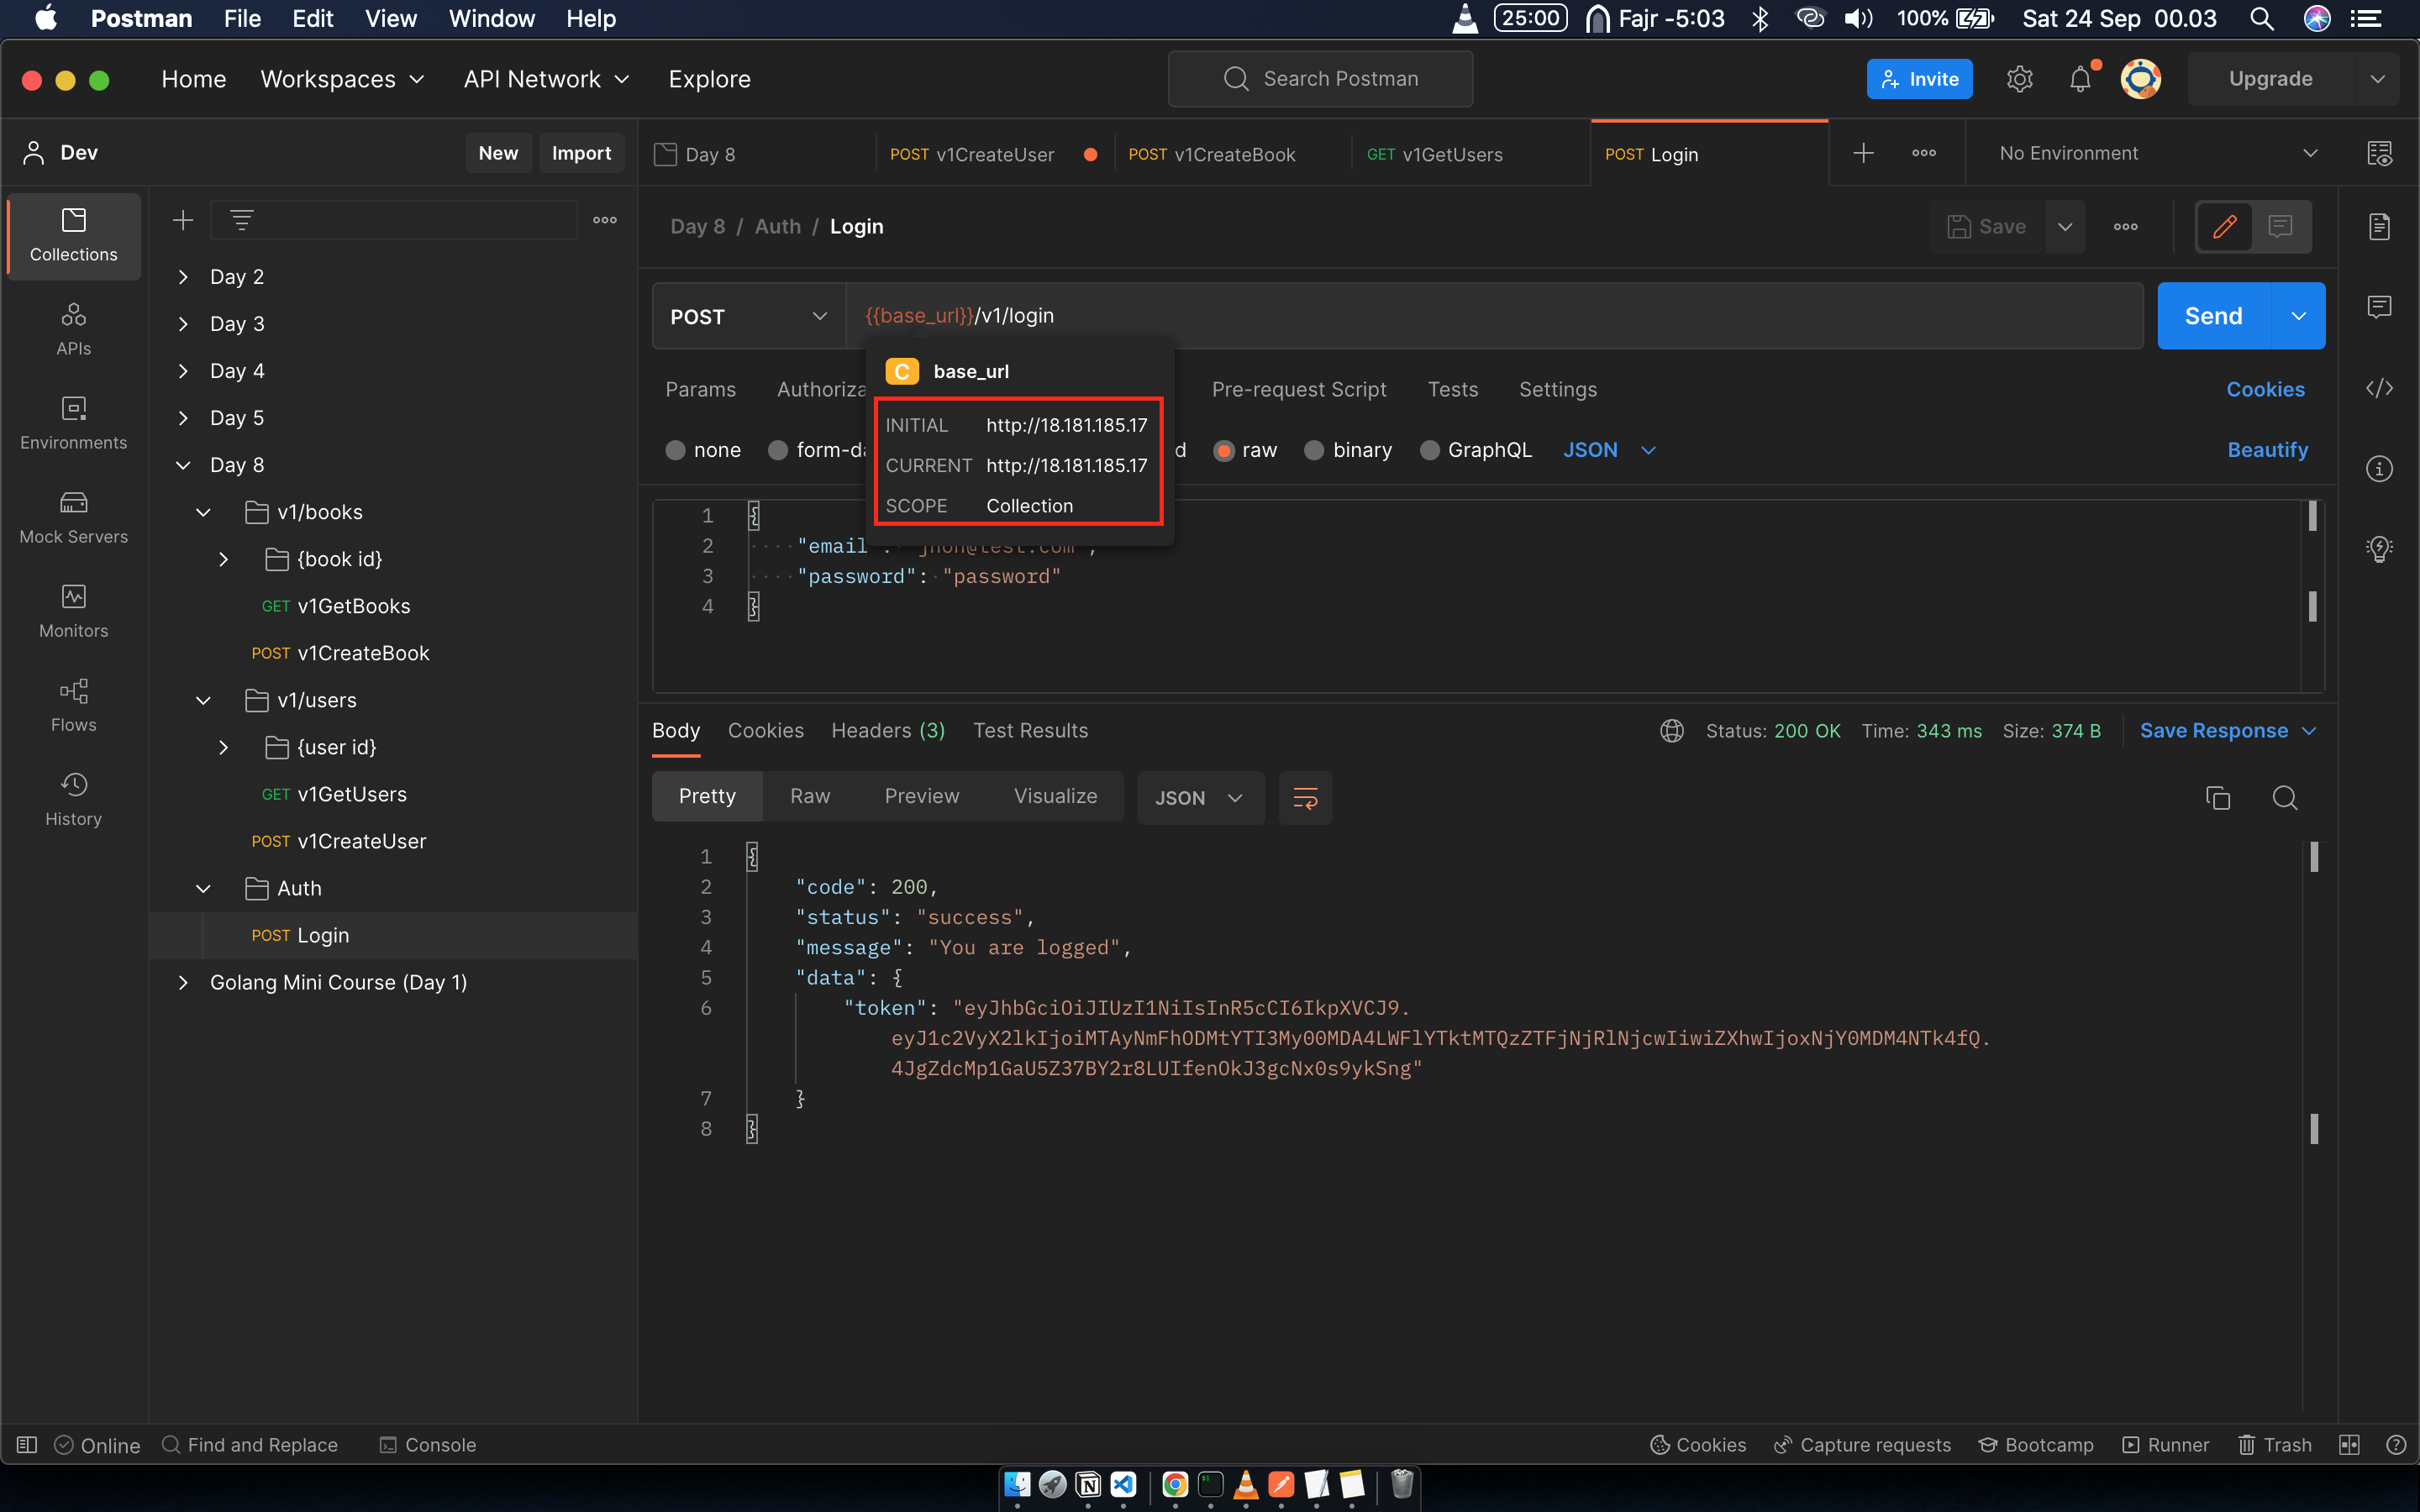 Postman File Edit View Window Help 25:00 Fajr -5:03 100% Sat 24 Sep 00.03
Home Workspaces API Network Explore Search Postman Invite Upgrade
Dev New Import
Day 8 POST v1CreateUser POST v1CreateBook GET v1GetUsers POST Login No Environment
Collections
APIs
Environments
Mock Servers
Monitors
Flows
History
Day 2
Day 3
Day 4
Day 5
Day 8
v1/books
{book id}
GET v1GetBooks
POST v1CreateBook
v1/users
{user id}
GET v1GetUsers
POST v1CreateUser
Auth
POST Login
Golang Mini Course (Day 1)
Day 8 / Auth / Login Save
POST {{base_url}}/v1/login Send
C base_url
INITIAL http://18.181.185.17
CURRENT http://18.181.185.17
SCOPE Collection
Params Authoriza Pre-request Script Tests Settings Cookies
none form-da d raw binary GraphQL JSON Beautify
1 {
2 "email": "jhon@test.com",
3 "password": "password"
4 }
Body Cookies Headers (3) Test Results Status: 200 OK Time: 343 ms Size: 374 B Save Response
Pretty Raw Preview Visualize JSON
1 {
2 "code": 200,
3 "status": "success",
4 "message": "You are logged",
5 "data": {
6 "token": "eyJhbGciOiJIUzI1NiIsInR5cCI6IkpXVCJ9.
eyJ1c2VyX2lkIjoiMTAyNmFhODMtYTI3My00MDA4LWFlYTktMTQzZTFjNjRlNjcwIiwiZXhwIjoxNjY0MDM4NTk4fQ.
4JgZdcMp1GaU5Z37BY2r8LUIfenOkJ3gcNx0s9ykSng"
7 }
8 }
Online Find and Replace Console Cookies Capture requests Bootcamp Runner Trash